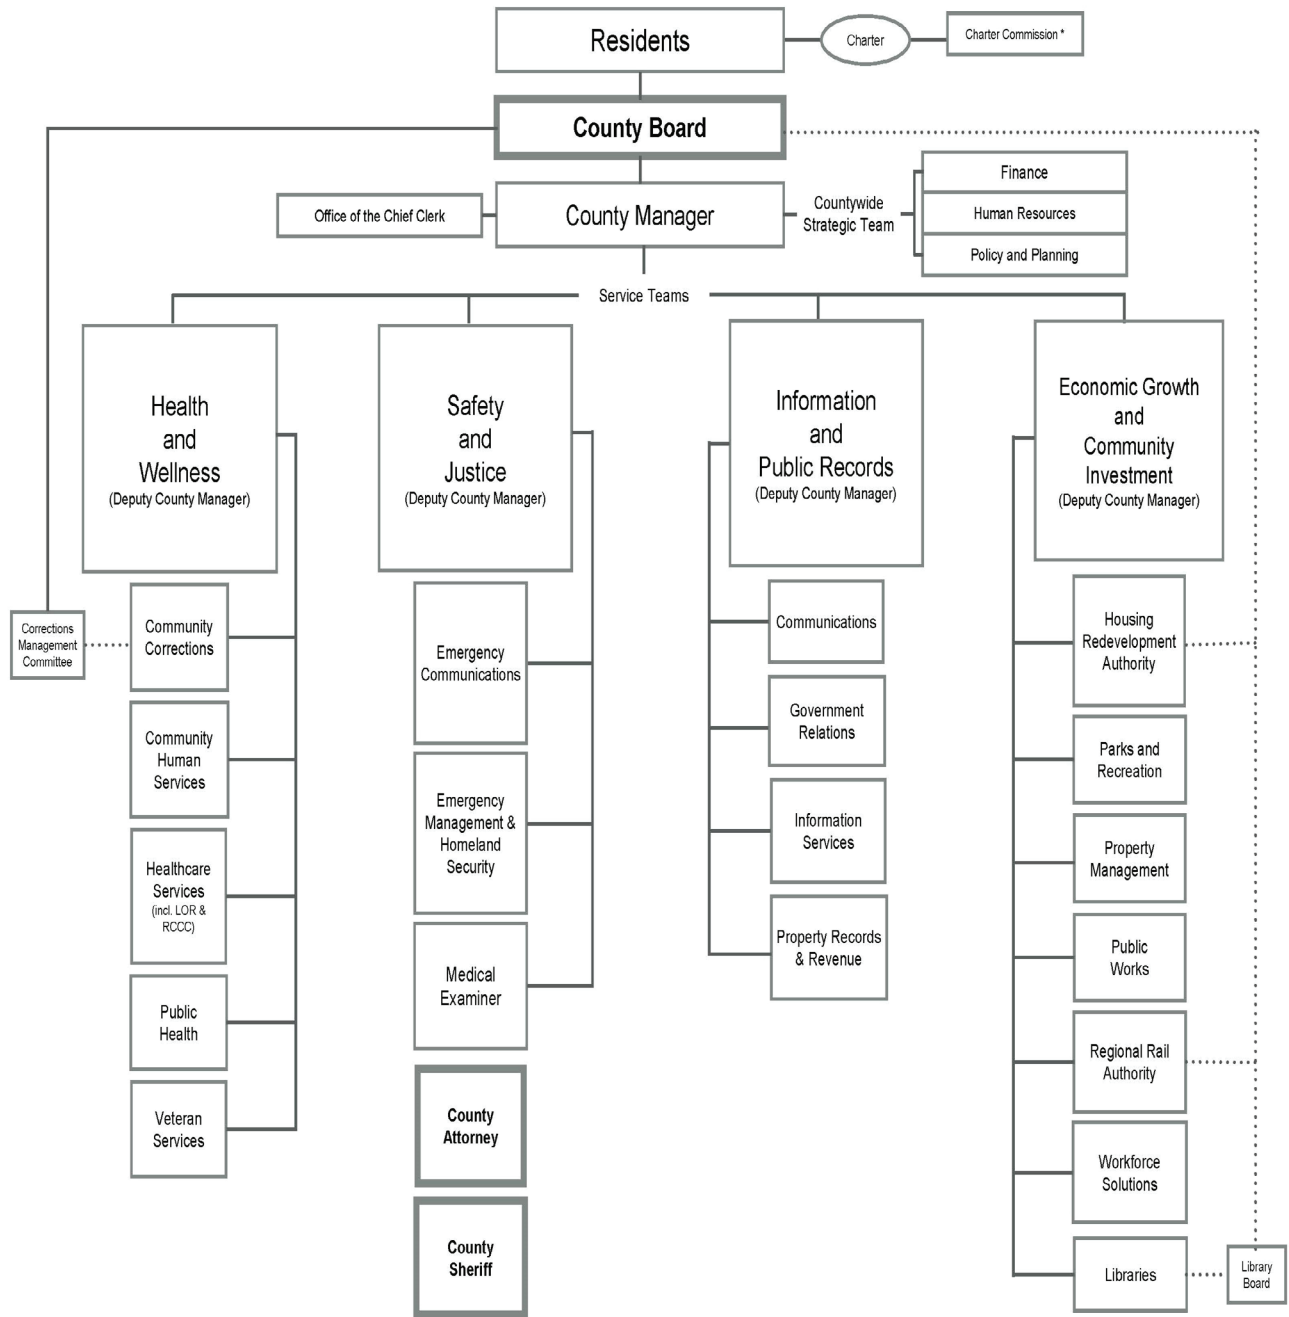 Residents
Charter
Charter Commission *
County Board
Office of the Chief Clerk
County Manager
Countywide
Strategic Team
Finance
Human Resources
Policy and Planning
Service Teams
Health
and
Wellness
(Deputy County Manager)
Safety
and
Justice
(Deputy County Manager)
Information
and
Public Records
(Deputy County Manager)
Economic Growth
and
Community
Investment
(Deputy County Manager)
Corrections
Management
Committee
Community
Corrections
Community
Human
Services
Healthcare
Services
(incl. LOR &
RCCC)
Public
Health
Veteran
Services
Emergency
Communications
Emergency
Management &
Homeland
Security
Medical
Examiner
County
Attorney
County
Sheriff
Communications
Government
Relations
Information
Services
Property Records
& Revenue
Housing
Redevelopment
Authority
Parks and
Recreation
Property
Management
Public
Works
Regional Rail
Authority
Workforce
Solutions
Libraries
Library
Board